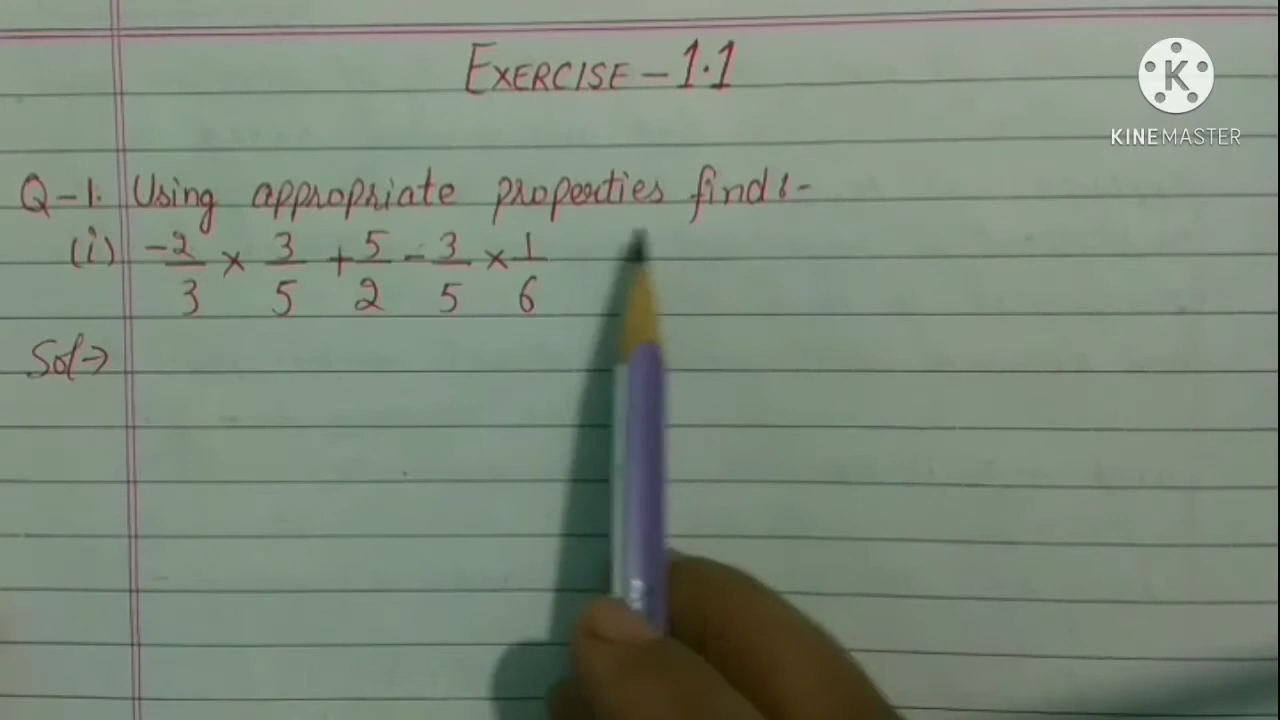 EXERCISE - 1.1
K
KINEMASTER
Q-1. Using appropriate properties find :-
(i) -2/3 × 3/5 + 5/2 - 3/5 × 1/6
Sol→